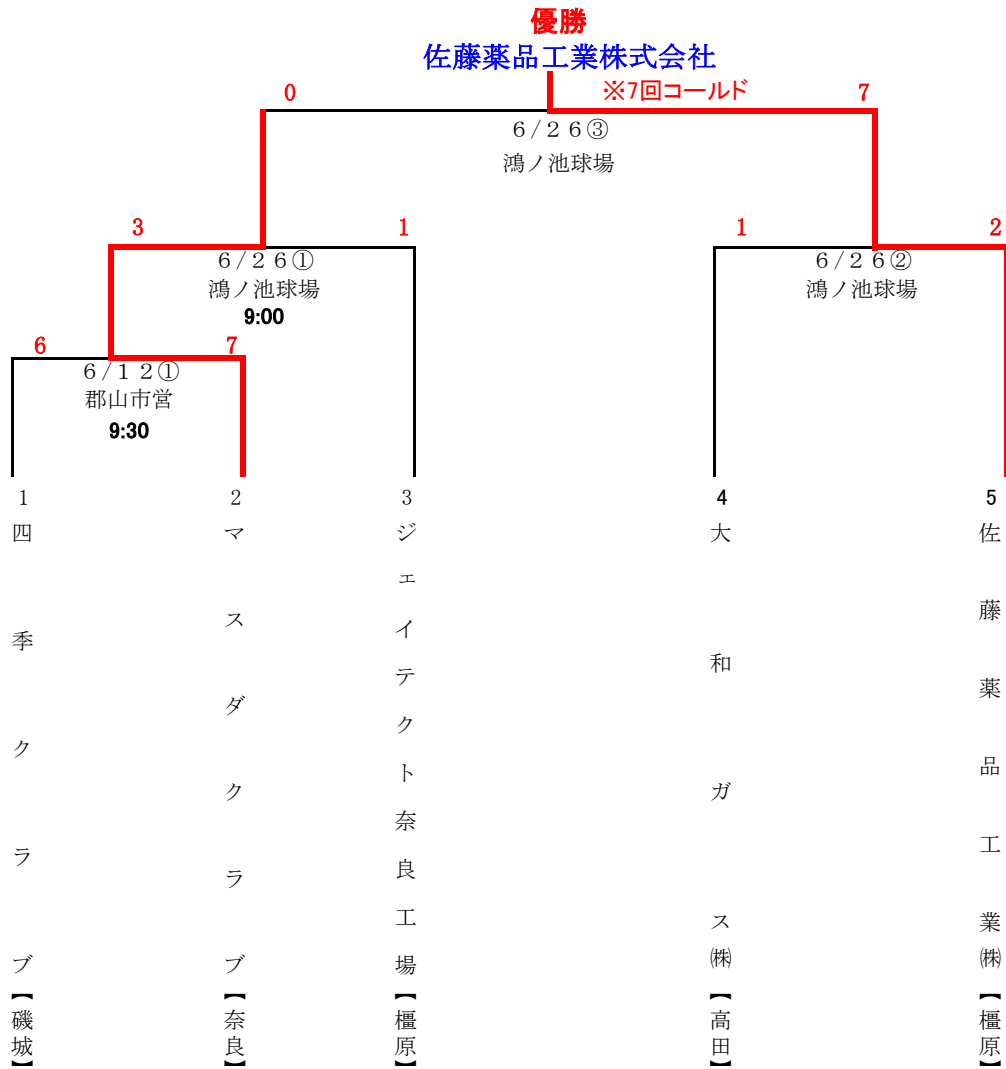 優勝
佐藤薬品工業株式会社
0
※7回コールド
7
6/26③
鴻ノ池球場
3
1
1
2
6/26①
鴻ノ池球場
9:00
6/26②
鴻ノ池球場
6
7
6/12①
郡山市営
9:30
1
四季クラブ【磯城】
2
マスダクラブ【奈良】
3
ジェイテクト奈良工場【橿原】
4
大和ガス㈱【高田】
5
佐藤薬品工業㈱【橿原】